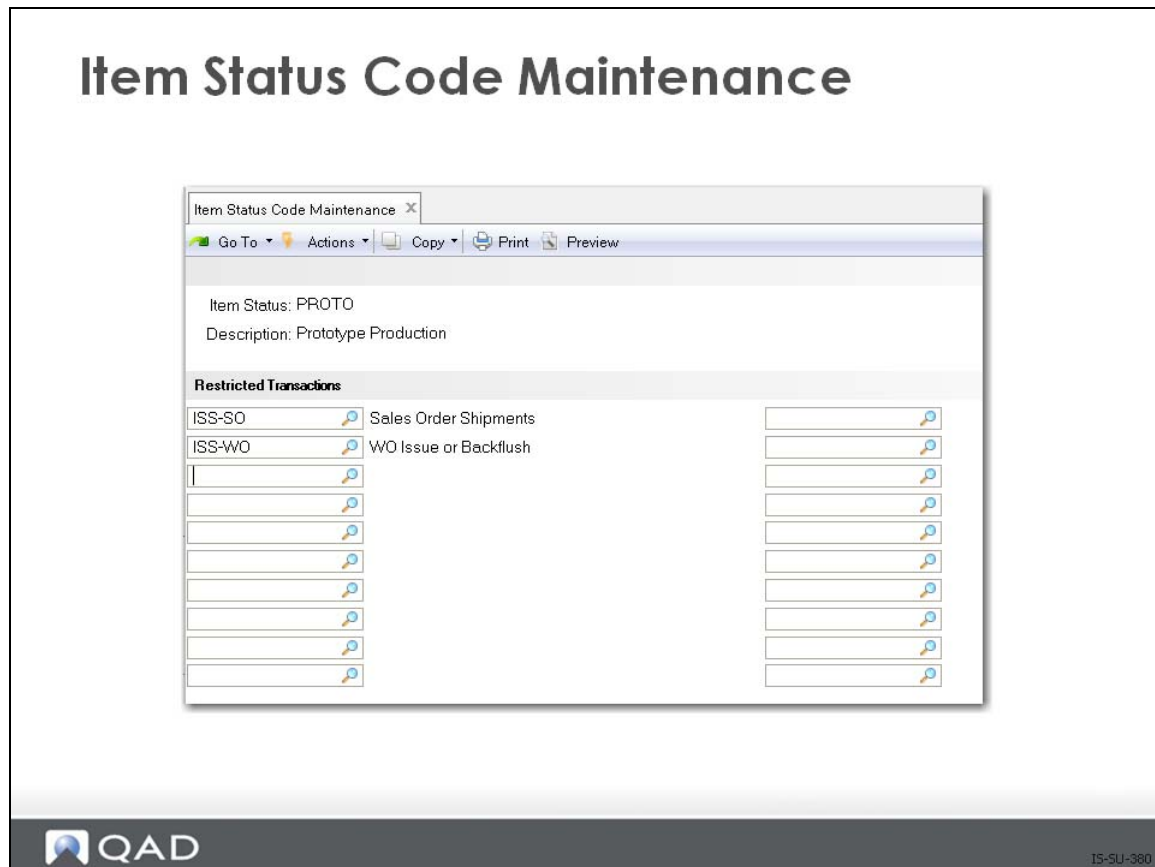 Item Status Code Maintenance
Item Status Code Maintenance X
Go To Actions Copy Print Preview
Item Status: PROTO
Description: Prototype Production
Restricted Transactions
ISS-SO Sales Order Shipments
ISS-WO WO Issue or Backflush
QAD
IS-SU-380